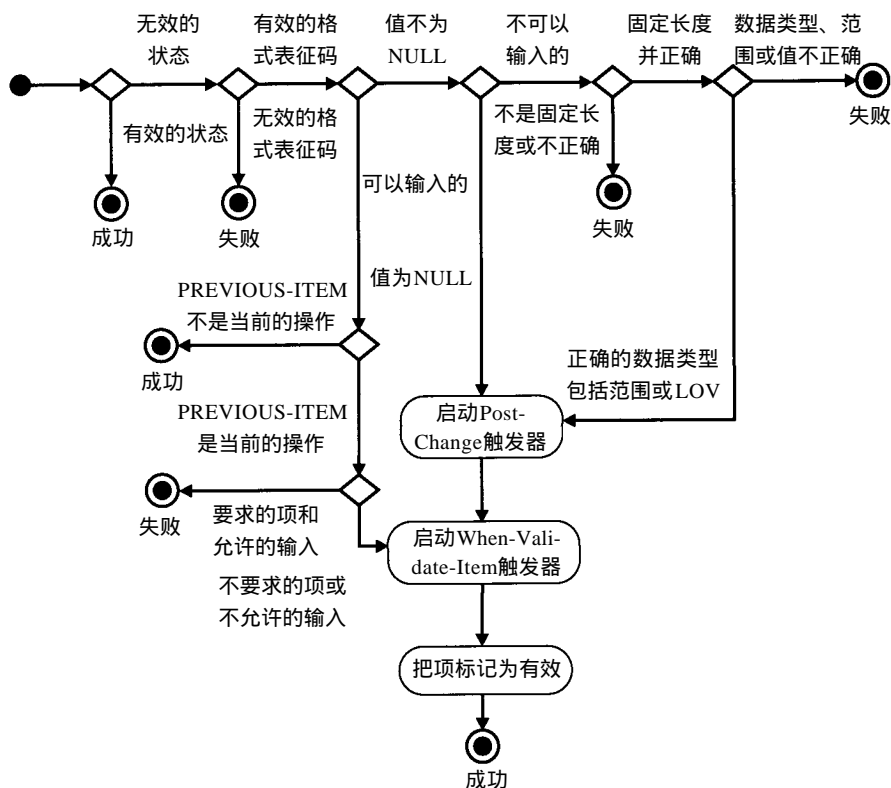 无效的
状态
有效的格
式表征码
值不为
NULL
不可以
输入的
固定长度
并正确
数据类型、范
围或值不正确
失败
有效的状态
无效的格
式表征码
不是固定长
度或不正确
成功
失败
可以输入的
失败
值为NULL
PREVIOUS-ITEM
不是当前的操作
成功
正确的数据类型
包括范围或LOV
PREVIOUS-ITEM
是当前的操作
启动Post-
Change触发器
失败
要求的项和
允许的输入
启动When-Vali-
date-Item触发器
不要求的项或
不允许的输入
把项标记为有效
成功